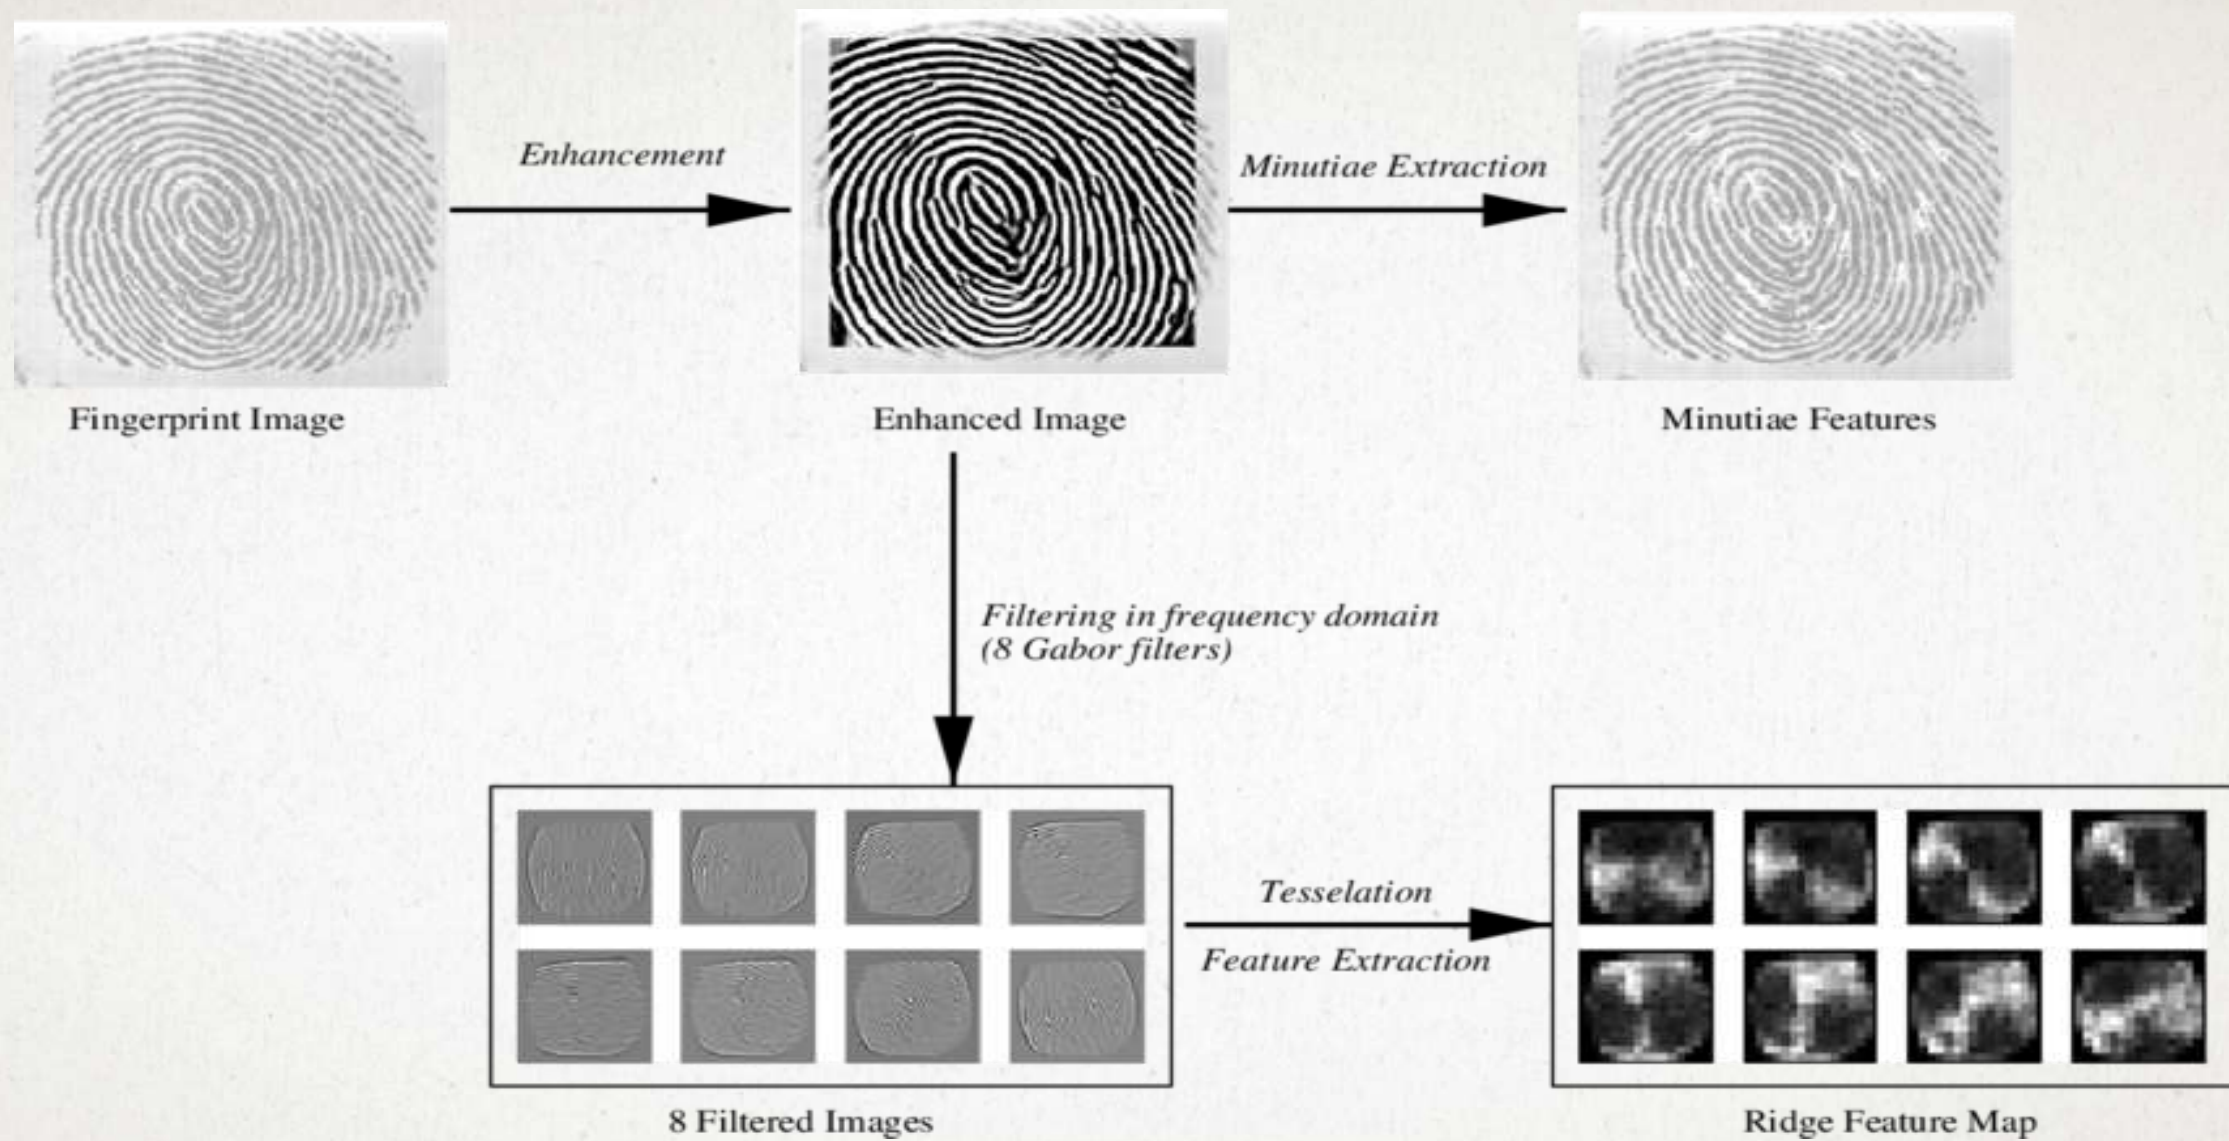 Enhancement
Minutiae Extraction
Fingerprint Image
Enhanced Image
Minutiae Features
Filtering in frequency domain
(8 Gabor filters)
Tesselation
Feature Extraction
8 Filtered Images
Ridge Feature Map